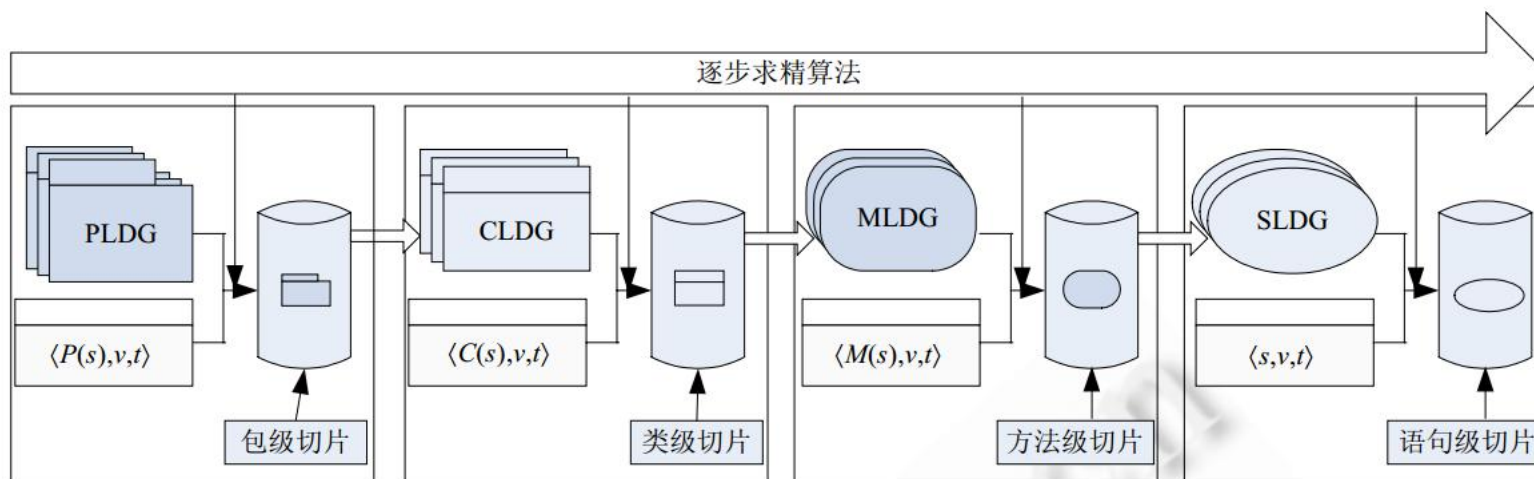 逐步求精算法
PLDG
CLDG
MLDG
SLDG
⟨P(s),v,t⟩
⟨C(s),v,t⟩
⟨M(s),v,t⟩
⟨s,v,t⟩
包级切片
类级切片
方法级切片
语句级切片